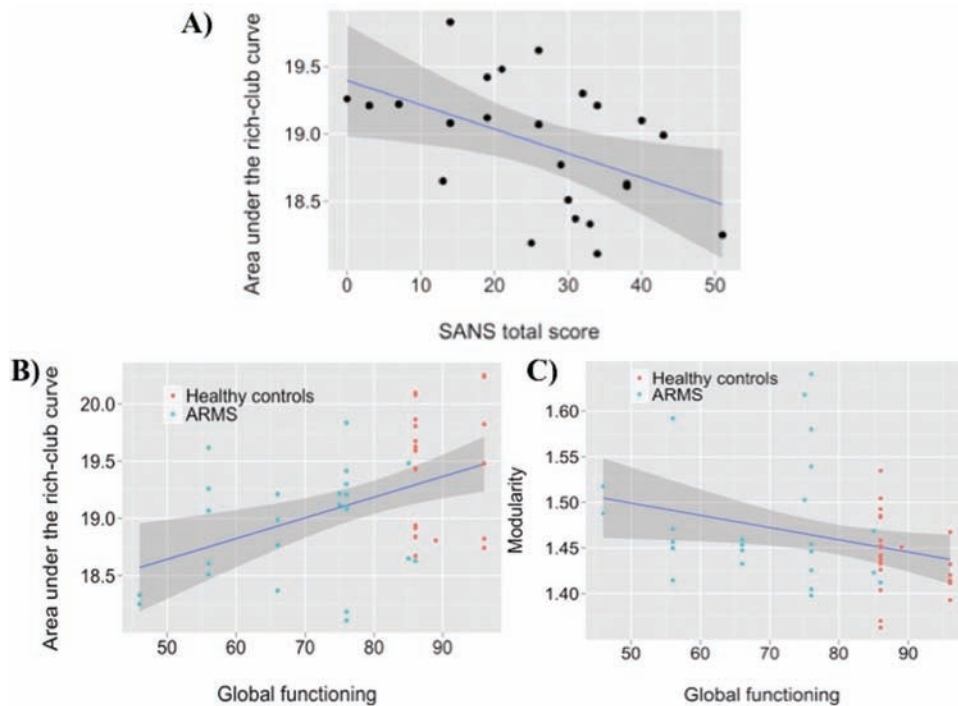 A)
Area under the rich-club curve
19.5
19.0
18.5
0
10
20
30
40
50
SANS total score
B)
Area under the rich-club curve
Healthy controls
ARMS
20.0
19.5
19.0
18.5
50
60
70
80
90
Global functioning
C)
Modularity
Healthy controls
ARMS
1.60
1.55
1.50
1.45
1.40
50
60
70
80
90
Global functioning